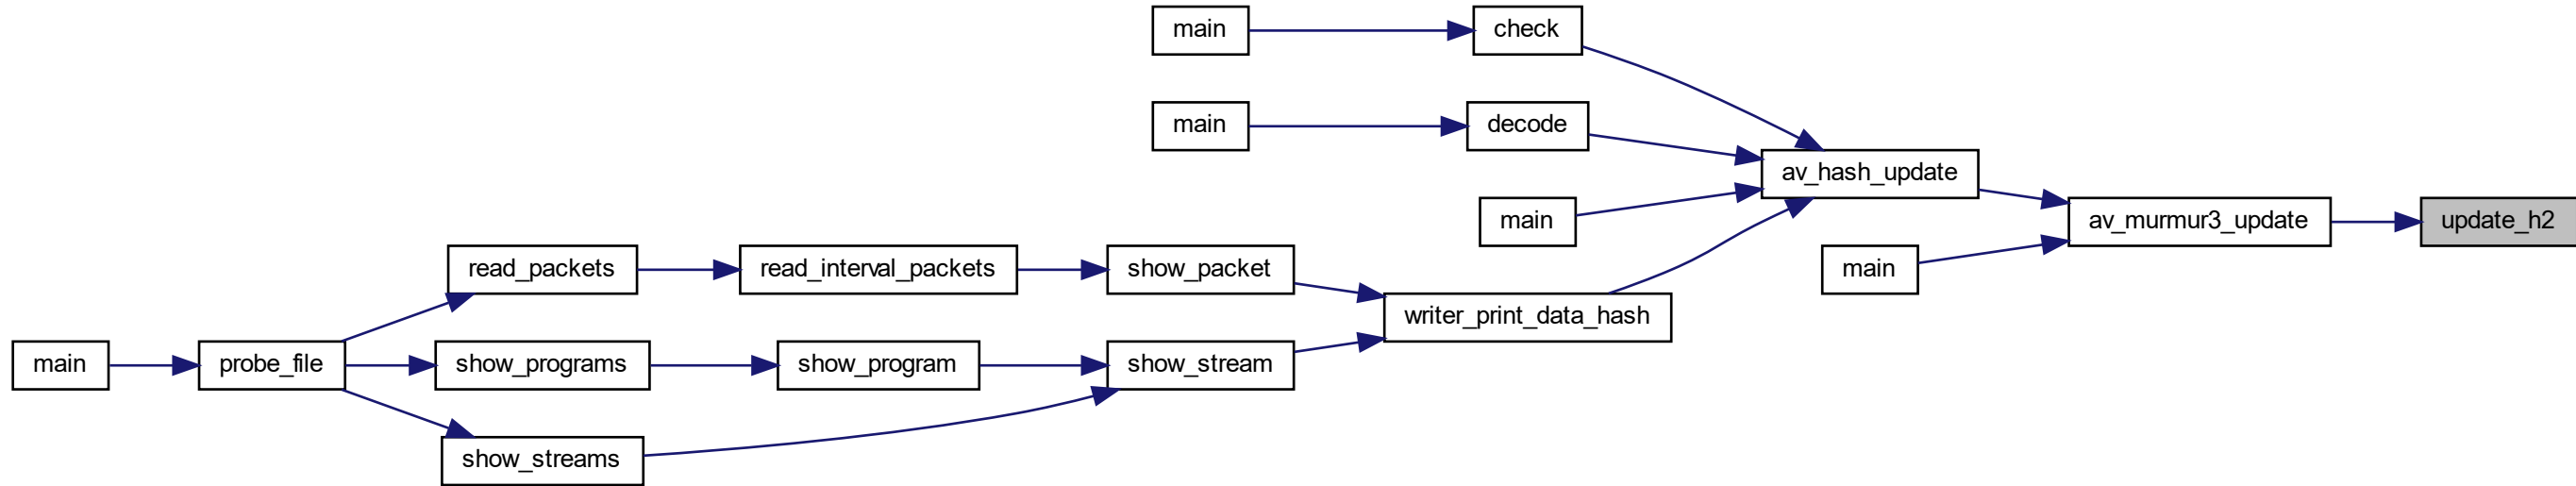 main
check
main
decode
av_hash_update
main
av_murmur3_update
update_h2
main
read_packets
read_interval_packets
show_packet
writer_print_data_hash
main
probe_file
show_programs
show_program
show_stream
show_streams